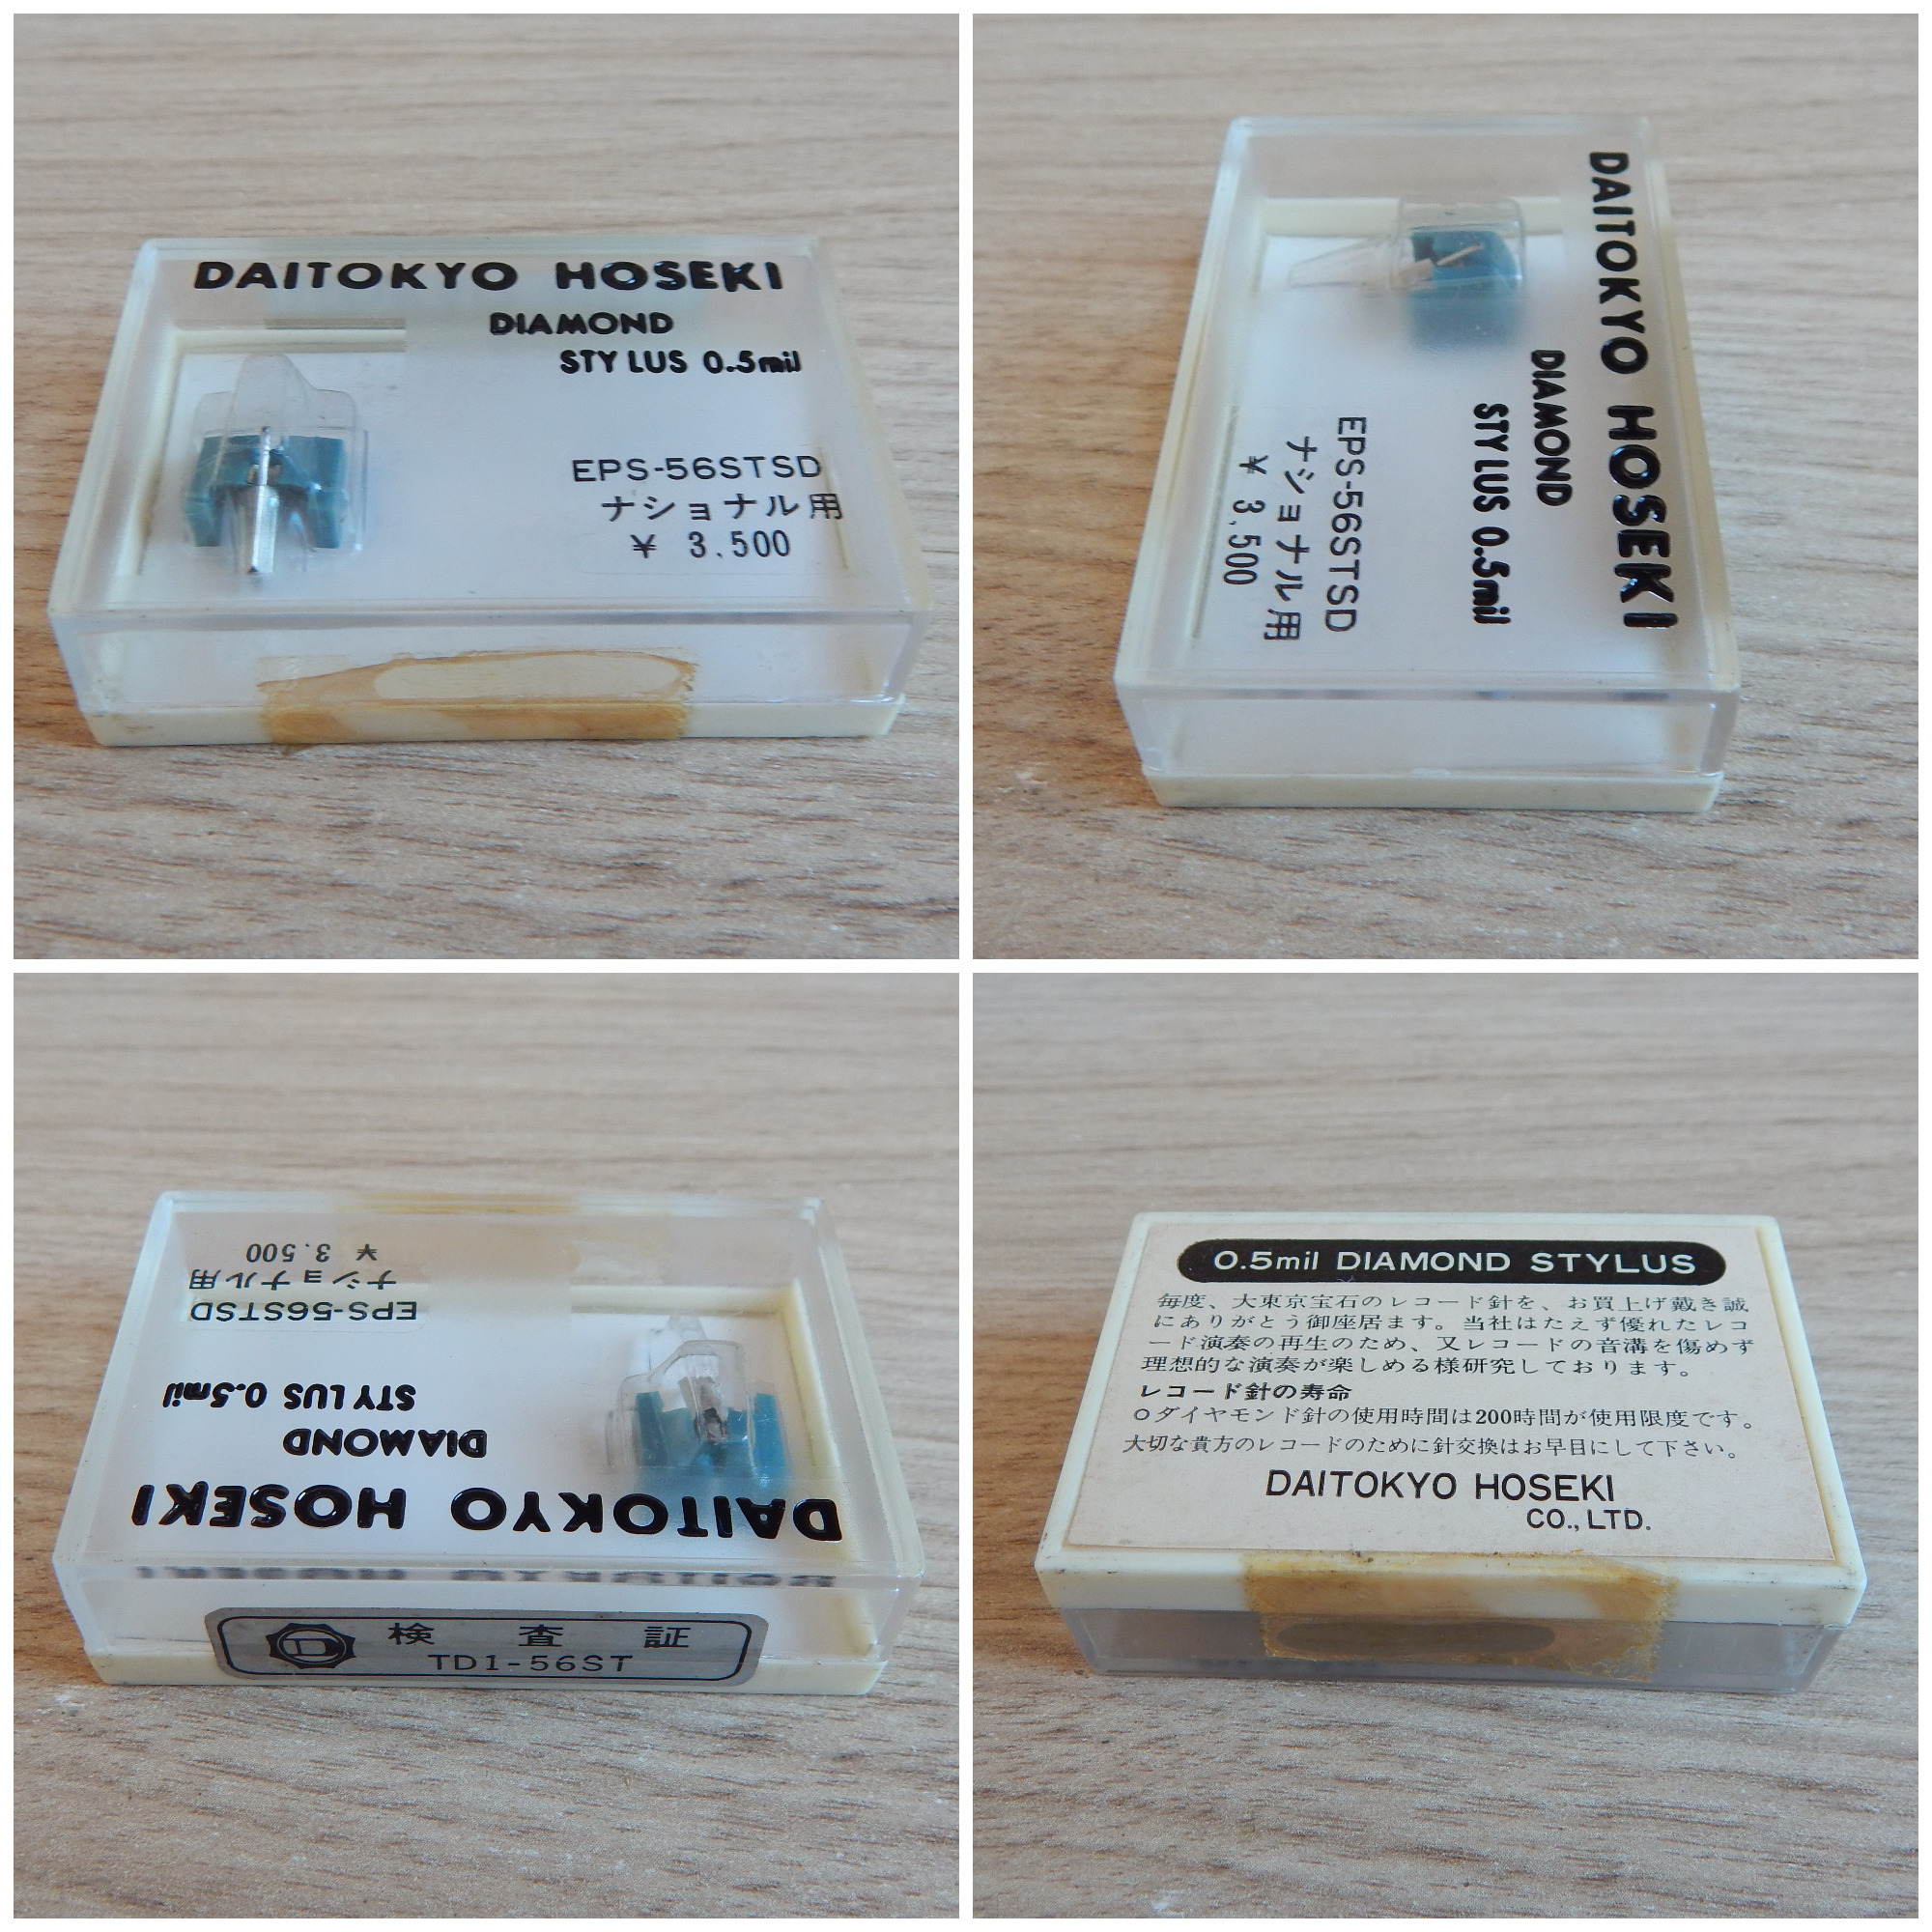 DAITOKYO HOSEKI
DIAMOND
STYLUS 0.5mil
EPS-56STSD
ナショナル用
¥ 3.500
DAITOKYO HOSEKI
DIAMOND
STYLUS 0.5mil
EPS-56STSD
ナショナル用
¥ 3,500
DAITOKYO HOSEKI
DIAMOND
STYLUS 0.5mil
EPS-56STSD
ナショナル用
¥ 3.500
D 検査証
TD1-56ST
0.5mil DIAMOND STYLUS
毎度、大東京宝石のレコード針を、お買上げ戴き誠
にありがとう御座居ます。当社はたえず優れたレコ
ード演奏の再生のため、又レコードの音溝を傷めず
理想的な演奏が楽しめる様研究しております。
レコード針の寿命
○ダイヤモンド針の使用時間は200時間が使用限度です。
大切な貴方のレコードのために針交換はお早目にして下さい。
DAITOKYO HOSEKI
CO., LTD.